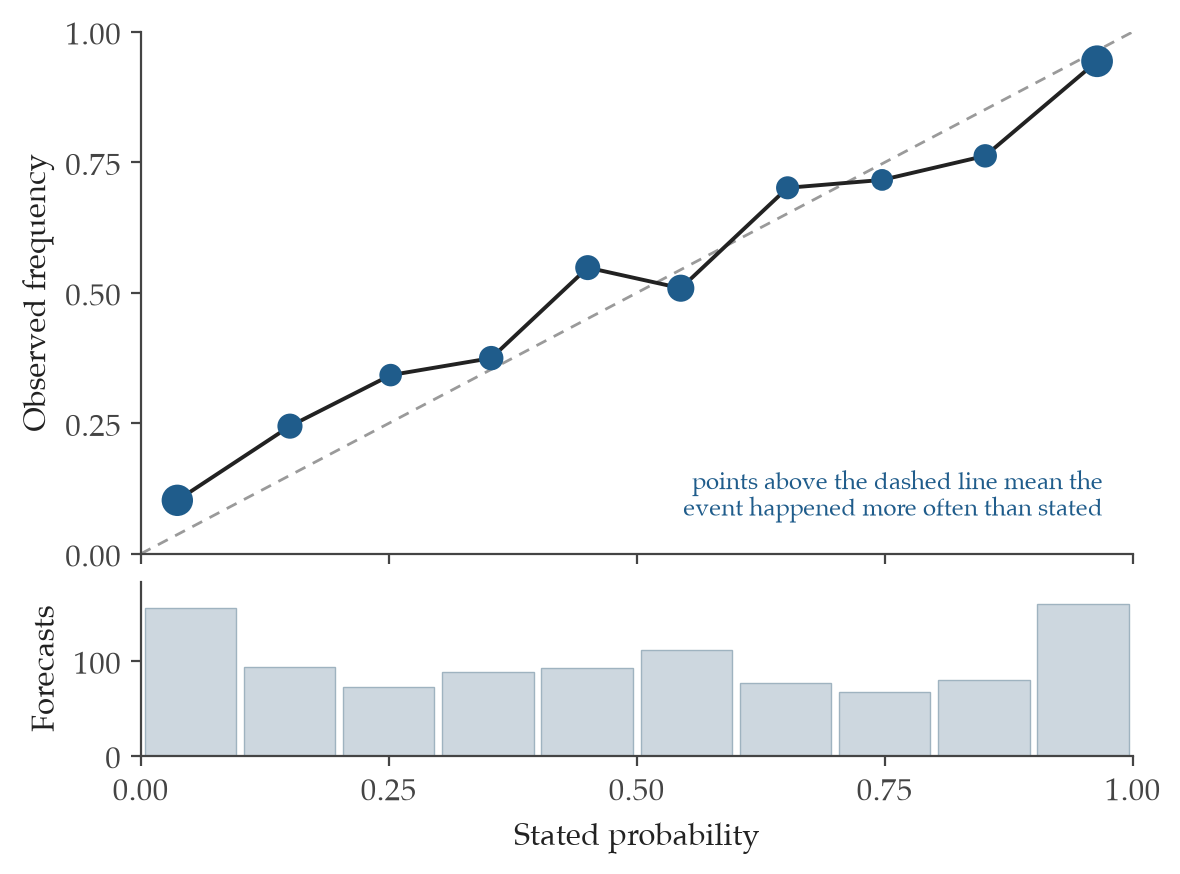 1.00
0.75
0.50
0.25
0.00
Observed frequency
points above the dashed line mean the
event happened more often than stated
100
0
Forecasts
0.00 0.25 0.50 0.75 1.00
Stated probability